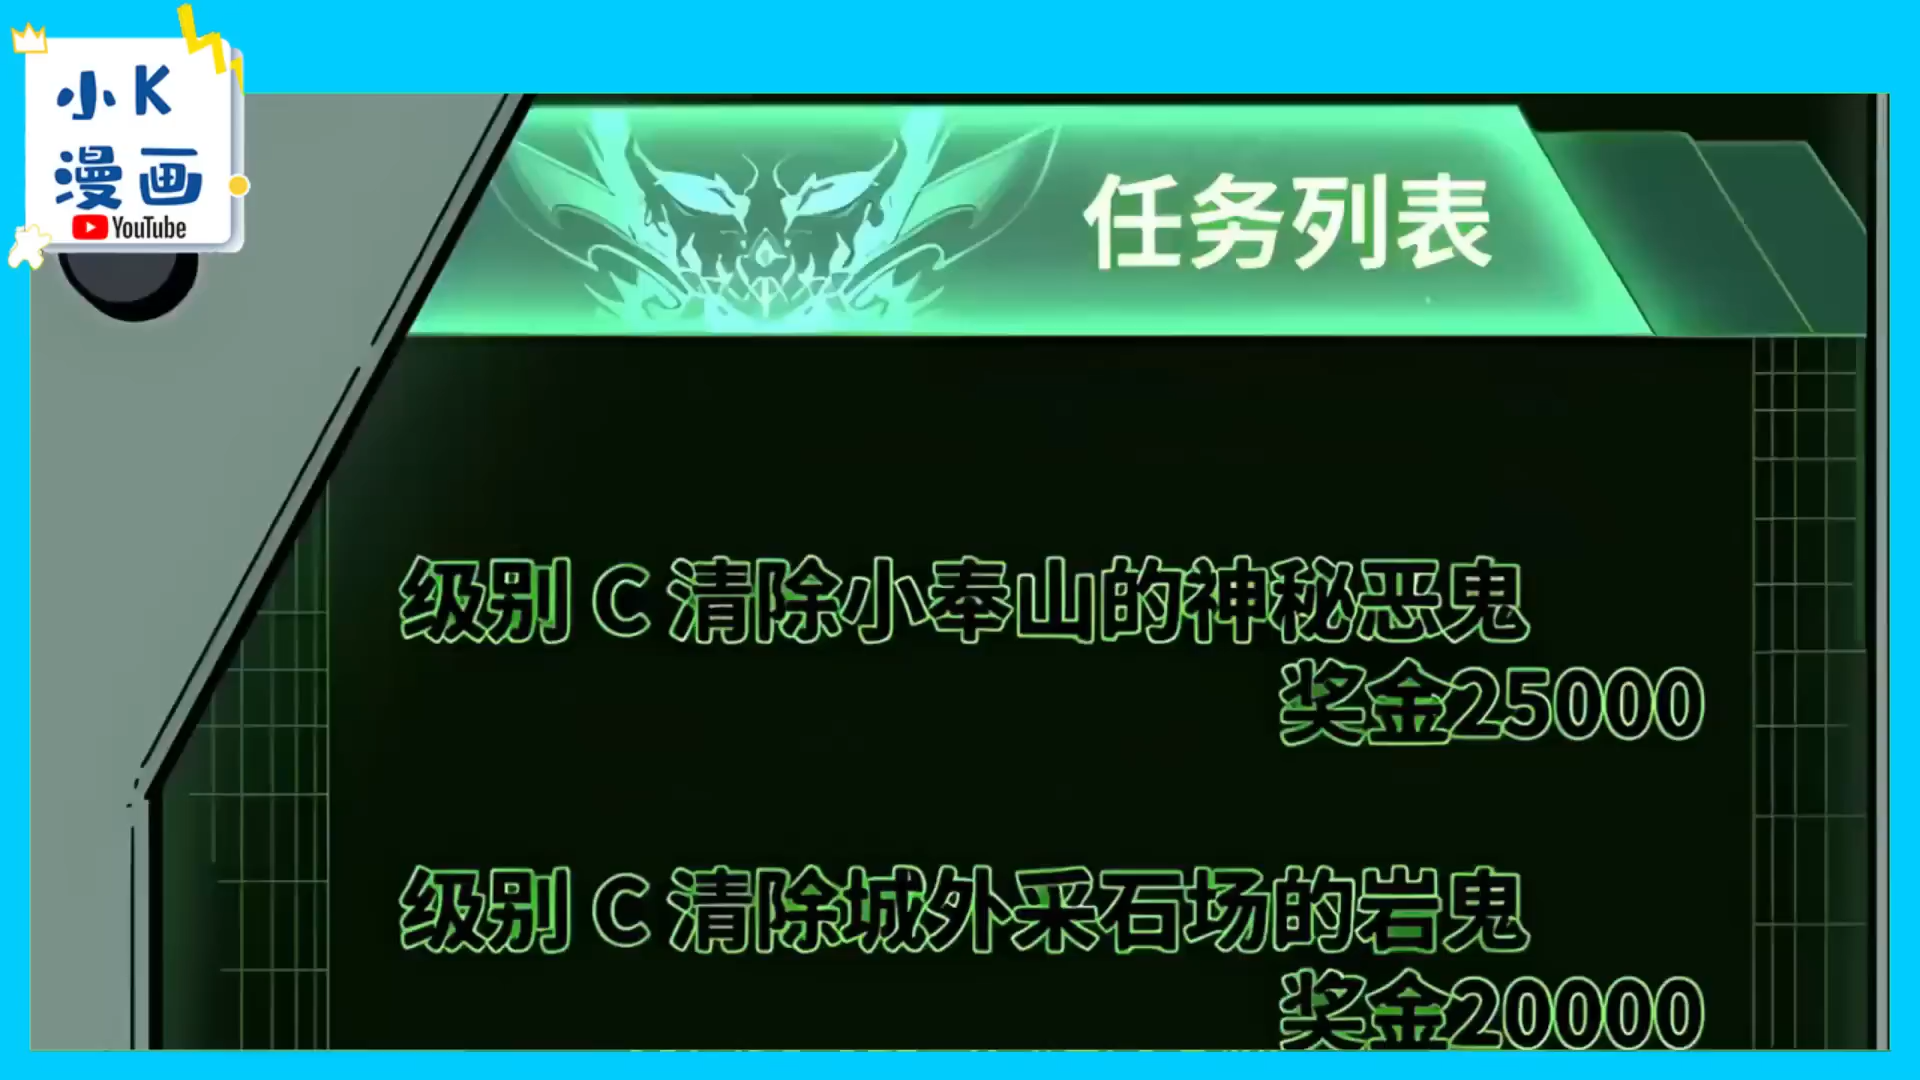 小K
漫画
YouTube
任务列表
级别 C 清除小奉山的神秘恶鬼
奖金25000
级别 C 清除城外采石场的岩鬼
奖金20000